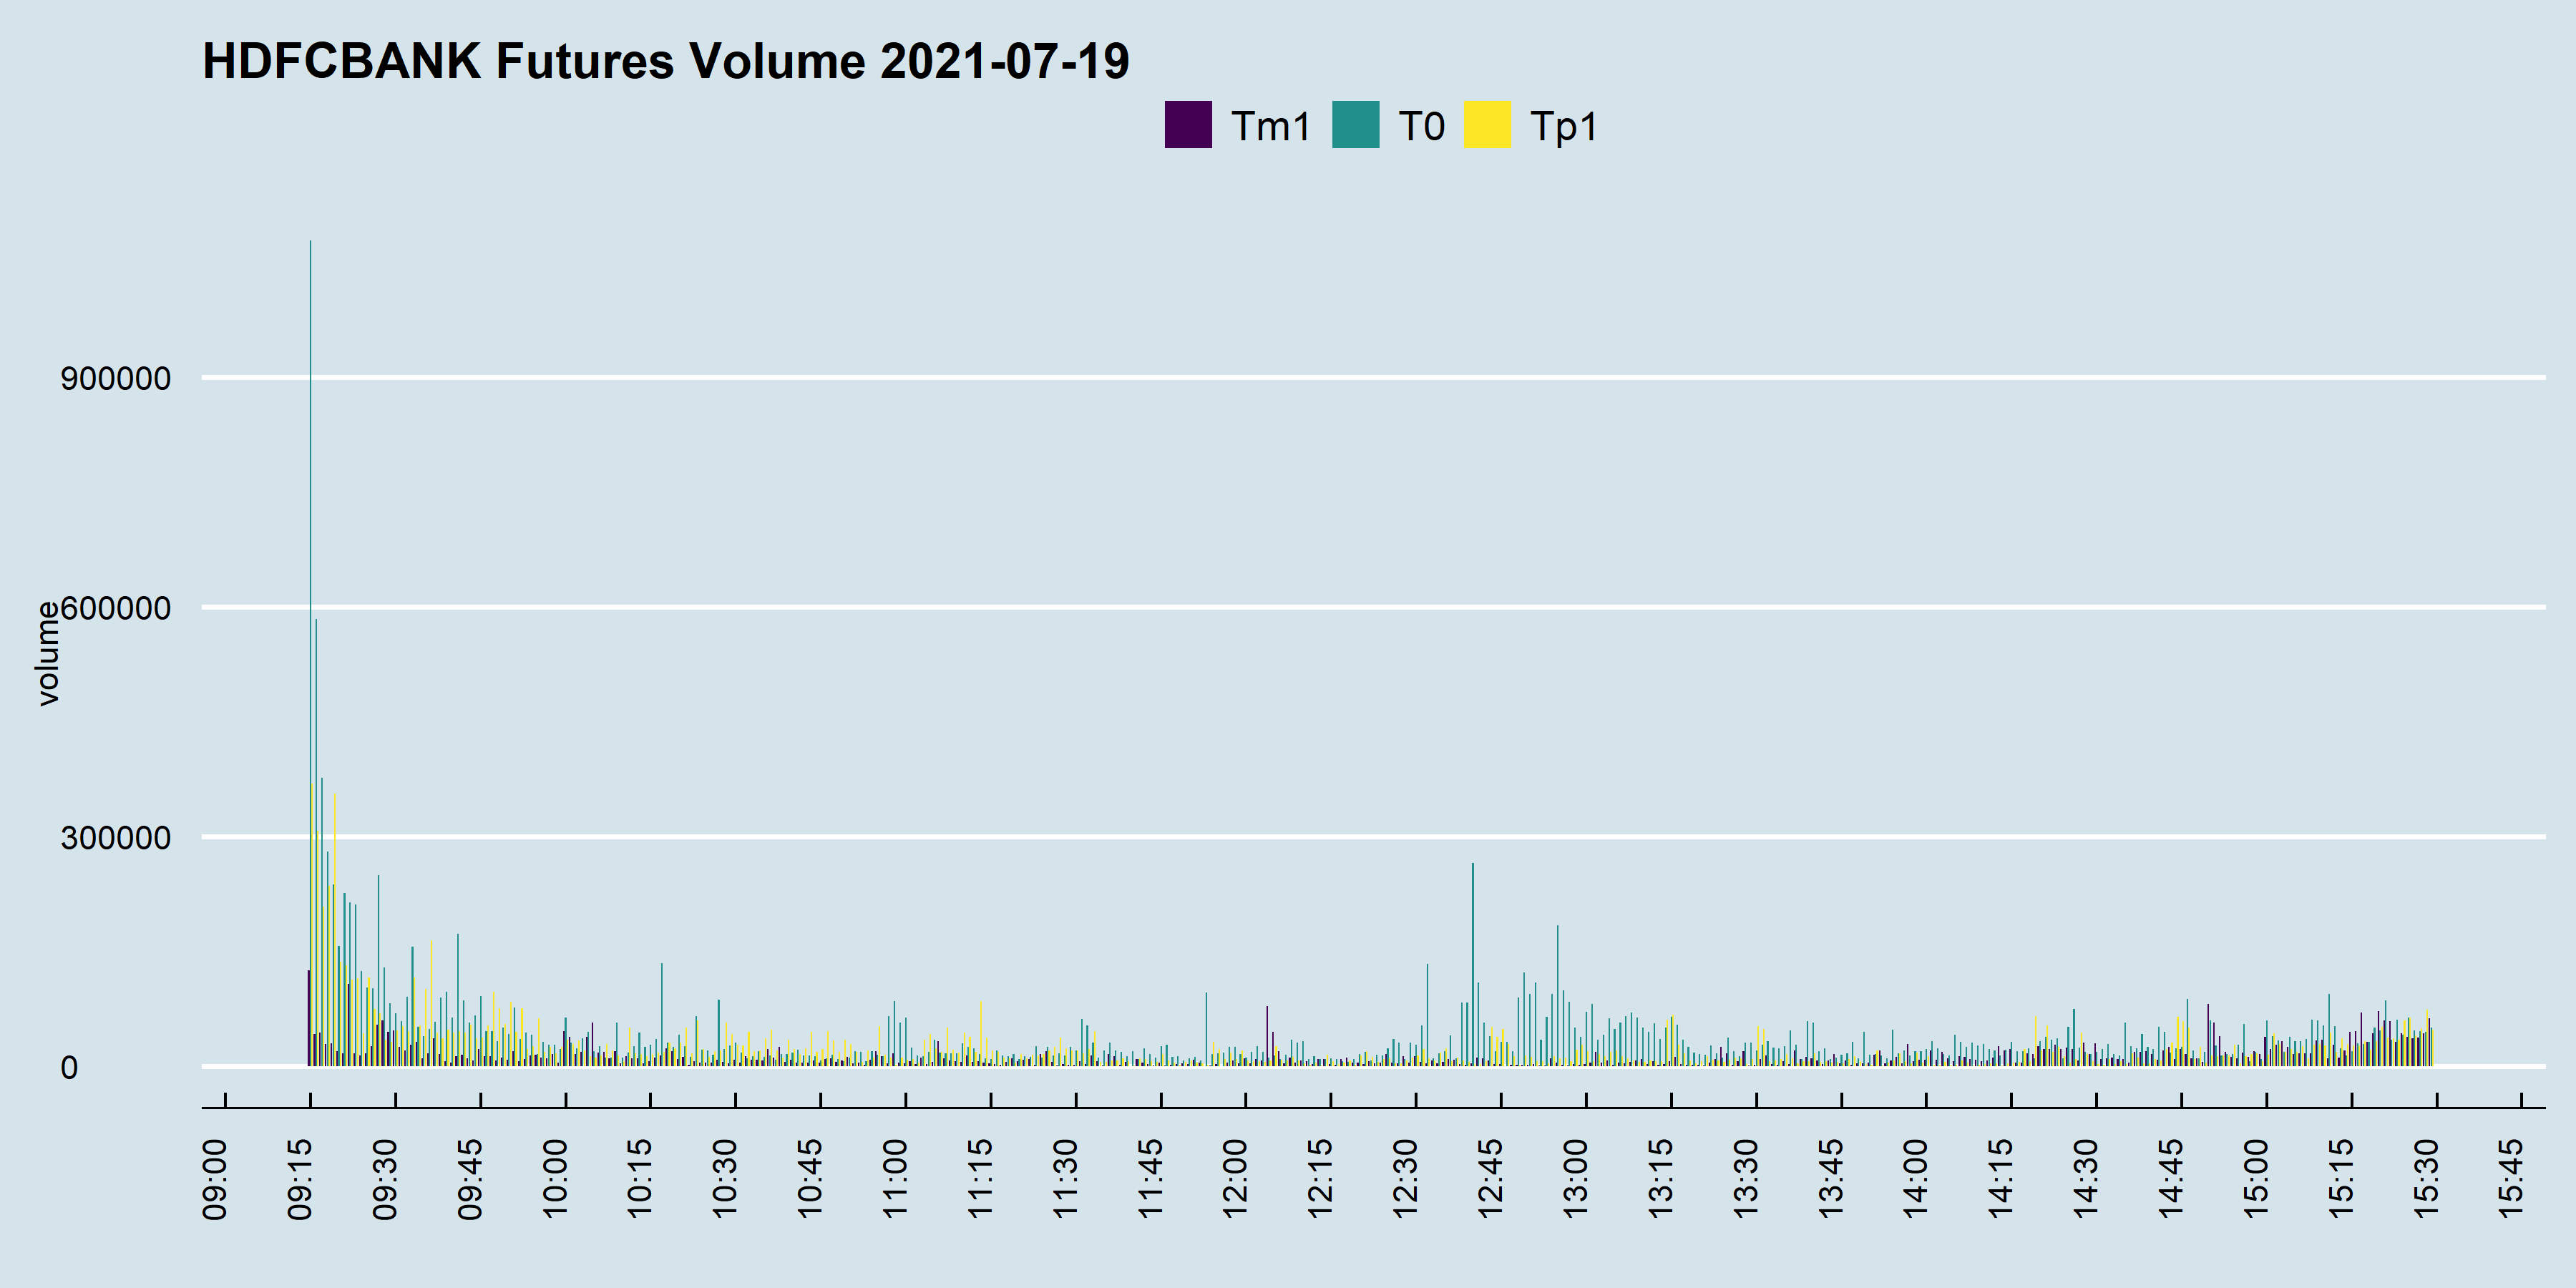 HDFCBANK Futures Volume 2021-07-19
Tm1 T0 Tp1
900000
600000
300000
0
volume
09:00 09:15 09:30 09:45 10:00 10:15 10:30 10:45 11:00 11:15 11:30 11:45 12:00 12:15 12:30 12:45 13:00 13:15 13:30 13:45 14:00 14:15 14:30 14:45 15:00 15:15 15:30 15:45